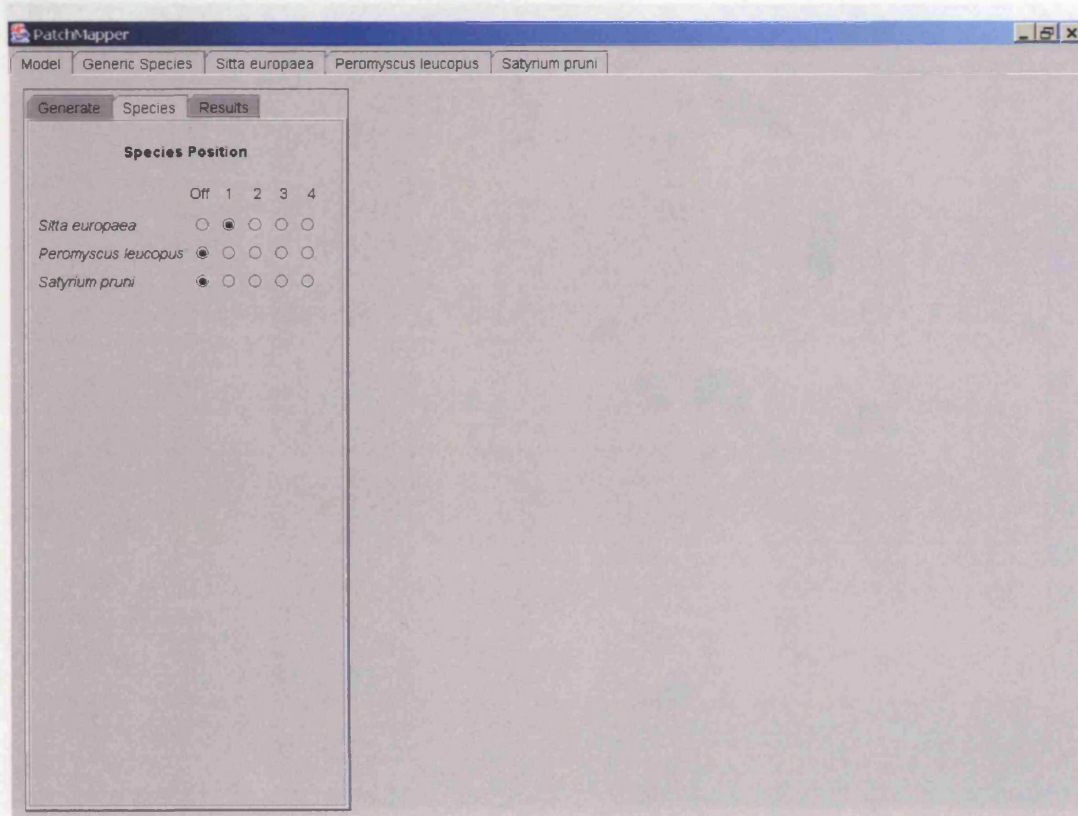 PatchMapper
Model Generic Species Sitta europaea Peromyscus leucopus Satyrium pruni
Generate Species Results
Species Position
Off 1 2 3 4
Sitta europaea
Peromyscus leucopus
Satyrium pruni